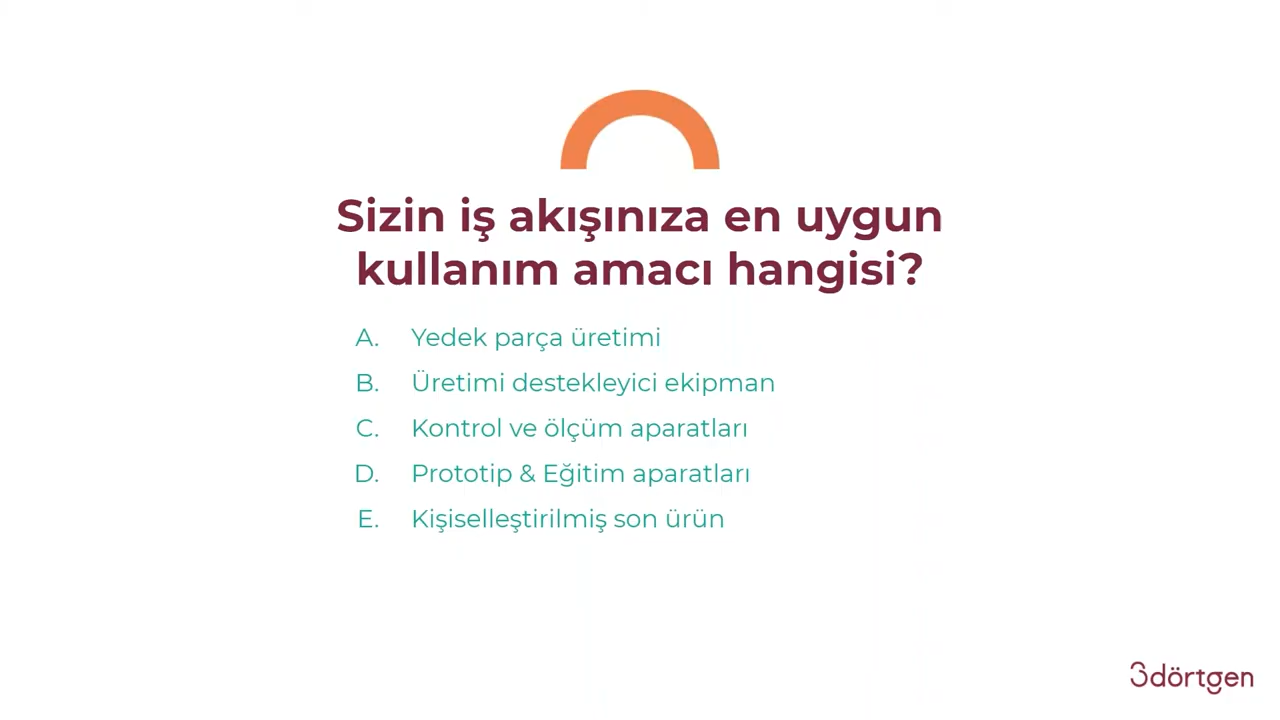 Sizin iş akışınıza en uygun
kullanım amacı hangisi?
A. Yedek parça üretimi
B. Üretimi destekleyici ekipman
C. Kontrol ve ölçüm aparatları
D. Prototip & Eğitim aparatları
E. Kişiselleştirilmiş son ürün
3dörtgen